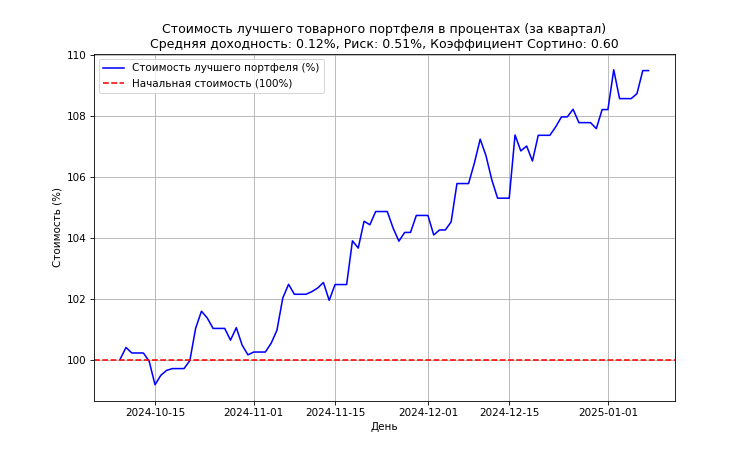 Стоимость лучшего товарного портфеля в процентах (за квартал)
Средняя доходность: 0.12%, Риск: 0.51%, Коэффициент Сортино: 0.60
110
108
106
104
102
100
Стоимость (%)
Стоимость лучшего портфеля (%)
Начальная стоимость (100%)
2024-10-15
2024-11-01
2024-11-15
2024-12-01
2024-12-15
2025-01-01
День